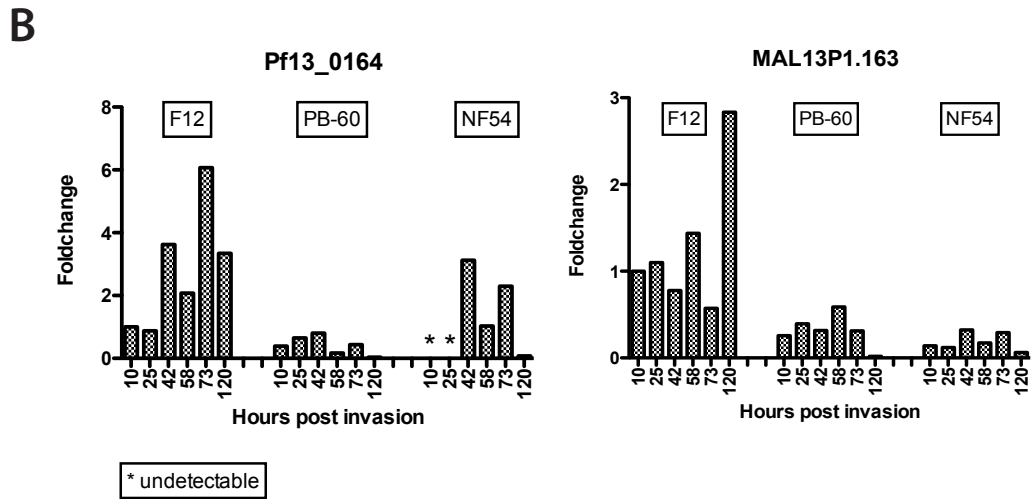 B
Pf13_0164
Foldchange
8
6
4
2
0
F12
PB-60
NF54
* *
10 25 42 58 73 120 10 25 42 58 73 120 10 25 42 58 73 120
Hours post invasion
* undetectable
MAL13P1.163
Foldchange
3
2
1
0
F12
PB-60
NF54
10 25 42 58 73 120 10 25 42 58 73 120 10 25 42 58 73 120
Hours post invasion